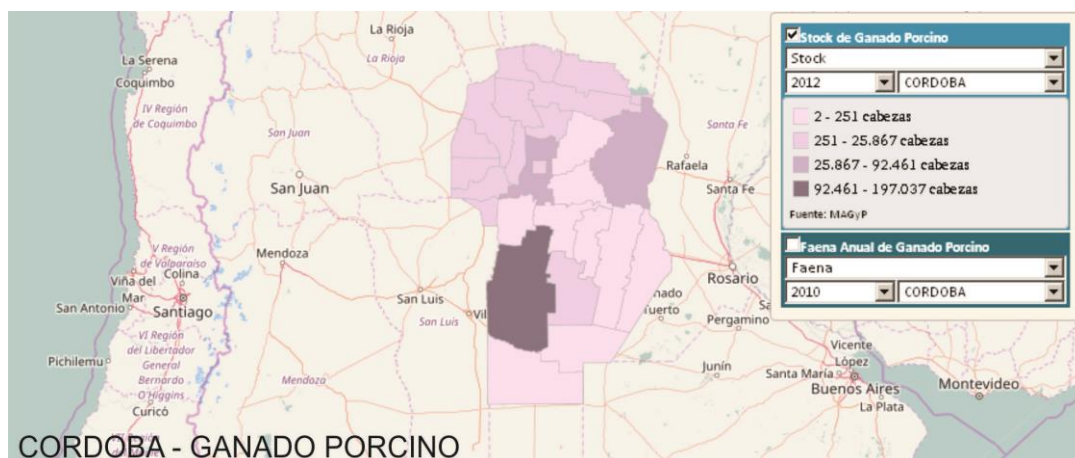 La Rioja
La Rioja
La Serena
Coquimbo
IV Región
de Coquimbo
San Juan
San Juan
Santa Fe
Rafaela
Santa Fe
V Región
de Valparaíso
Viña del
Mar
Colina
San Antonio
Santiago
Mendoza
San Luis
San Luis
Vil
Rosario
nado
uerto
Pergamino
VI Región
del Libertador
General
Bernardo
O'Higgins
Pichilemu
Curicó
Mendoza
Junín
Vicente
López
Santa María
Buenos Aires
La Plata
Montevideo
Stock de Ganado Porcino
Stock
2012 CORDOBA
2 - 251 cabezas
251 - 25.867 cabezas
25.867 - 92.461 cabezas
92.461 - 197.037 cabezas
Fuente: MAGyP
Faena Anual de Ganado Porcino
Faena
2010 CORDOBA
CORDOBA - GANADO PORCINO